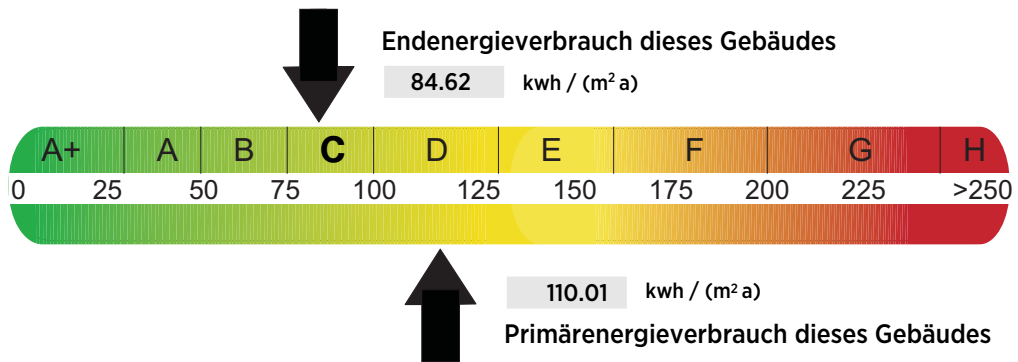 Endenergieverbrauch dieses Gebäudes
84.62 kwh / (m² a)
A+ A B C D E F G H
0 25 50 75 100 125 150 175 200 225 >250
110.01 kwh / (m² a)
Primärenergieverbrauch dieses Gebäudes